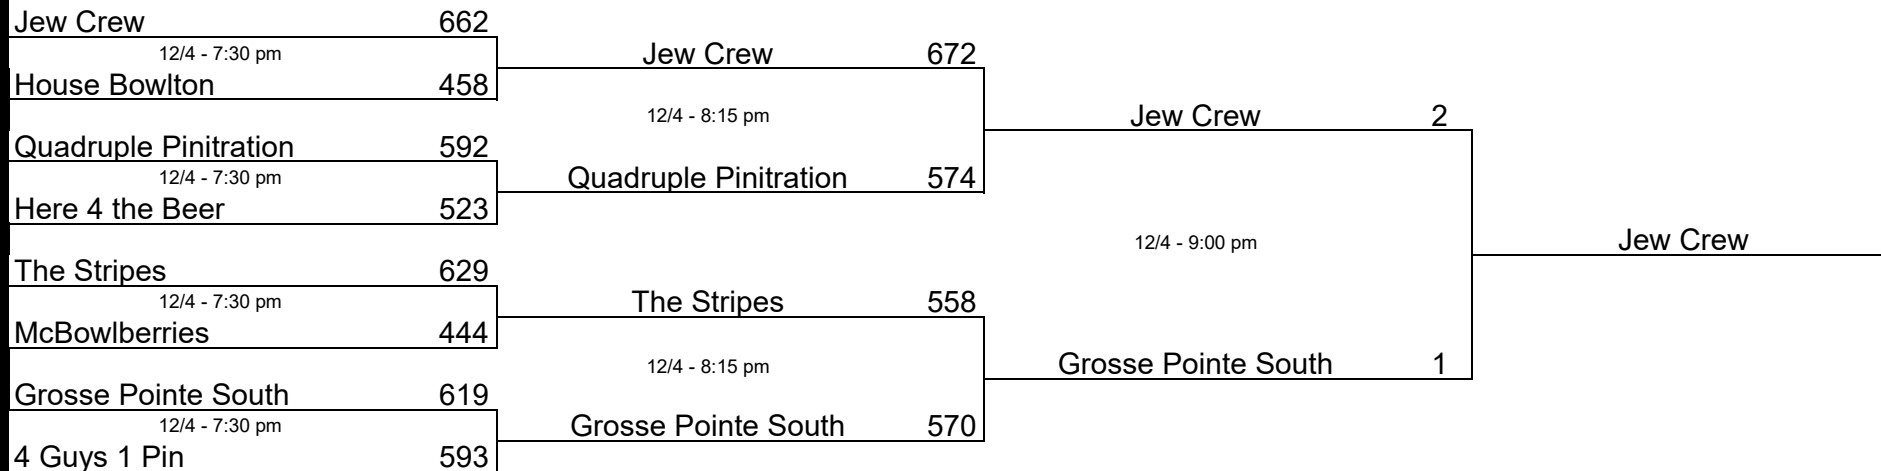 Jew Crew 662
12/4 - 7:30 pm
House Bowlton 458
Quadruple Pinitration 592
12/4 - 7:30 pm
Here 4 the Beer 523
The Stripes 629
12/4 - 7:30 pm
McBowlberries 444
Grosse Pointe South 619
12/4 - 7:30 pm
4 Guys 1 Pin 593
Jew Crew 672
12/4 - 8:15 pm
Quadruple Pinitration 574
The Stripes 558
12/4 - 8:15 pm
Grosse Pointe South 570
Jew Crew 2
12/4 - 9:00 pm
Grosse Pointe South 1
Jew Crew